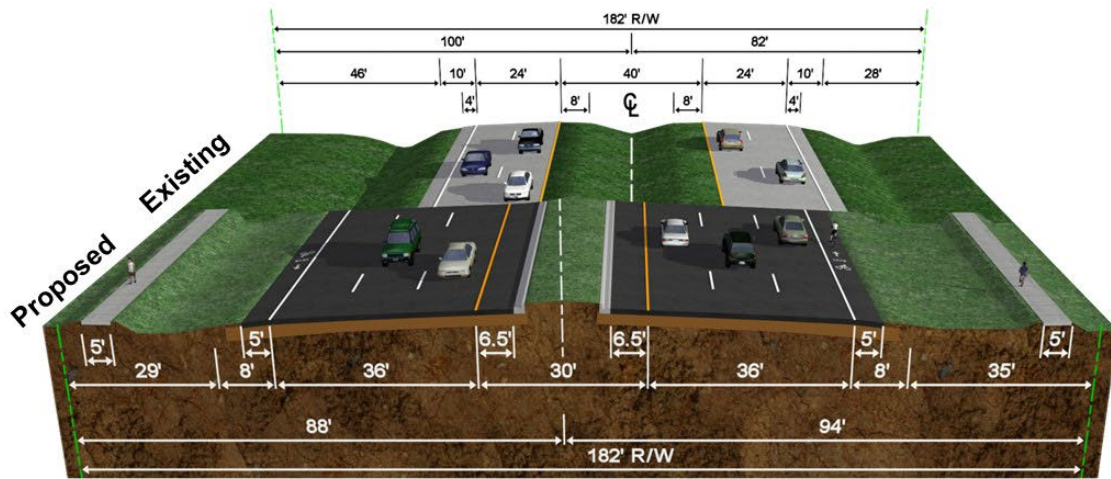 182' R/W
100' 82'
46' 10' 24' 40' 24' 10' 28'
4' 8' ℄ 8' 4'
Existing
Proposed
5' 5' 6.5' 6.5' 5' 5'
29' 8' 36' 30' 36' 8' 35'
88' 94'
182' R/W